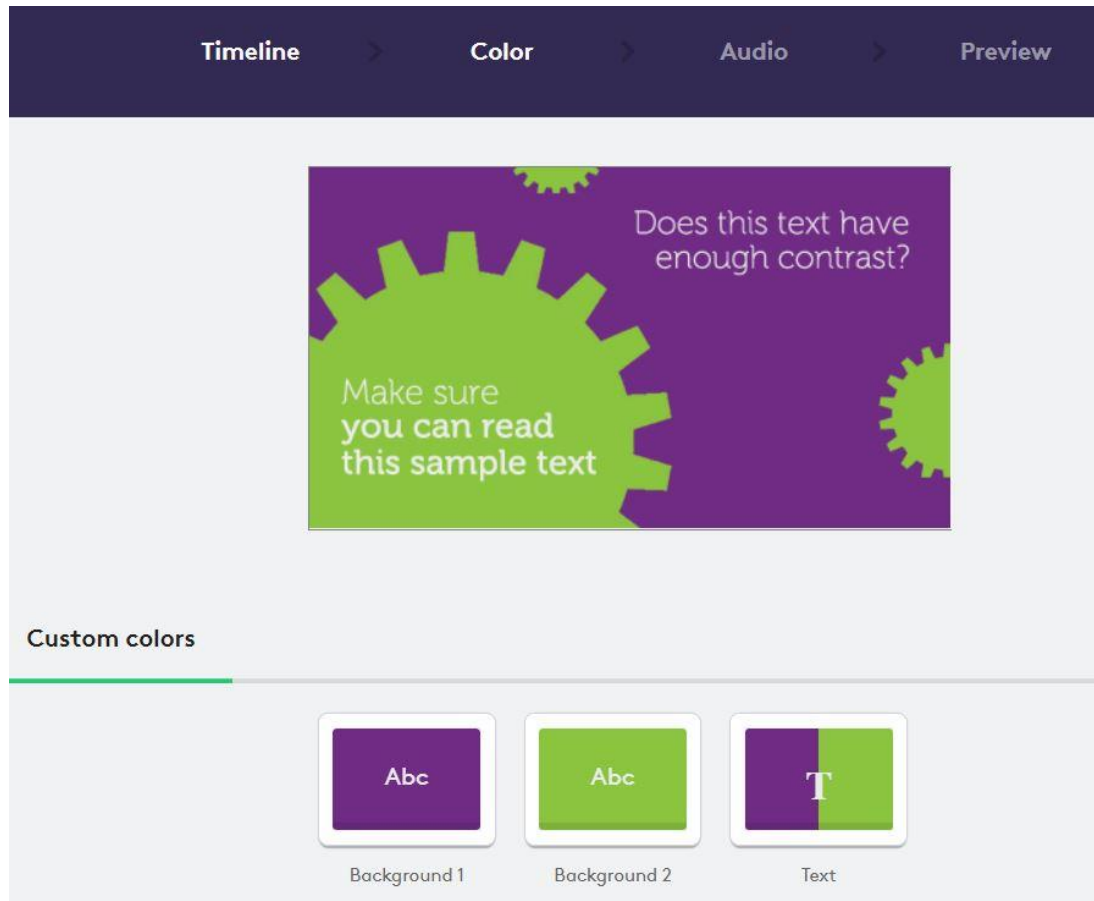 Timeline > Color > Audio > Preview
Does this text have
enough contrast?
Make sure
you can read
this sample text
Custom colors
Abc Abc T
Background 1 Background 2 Text